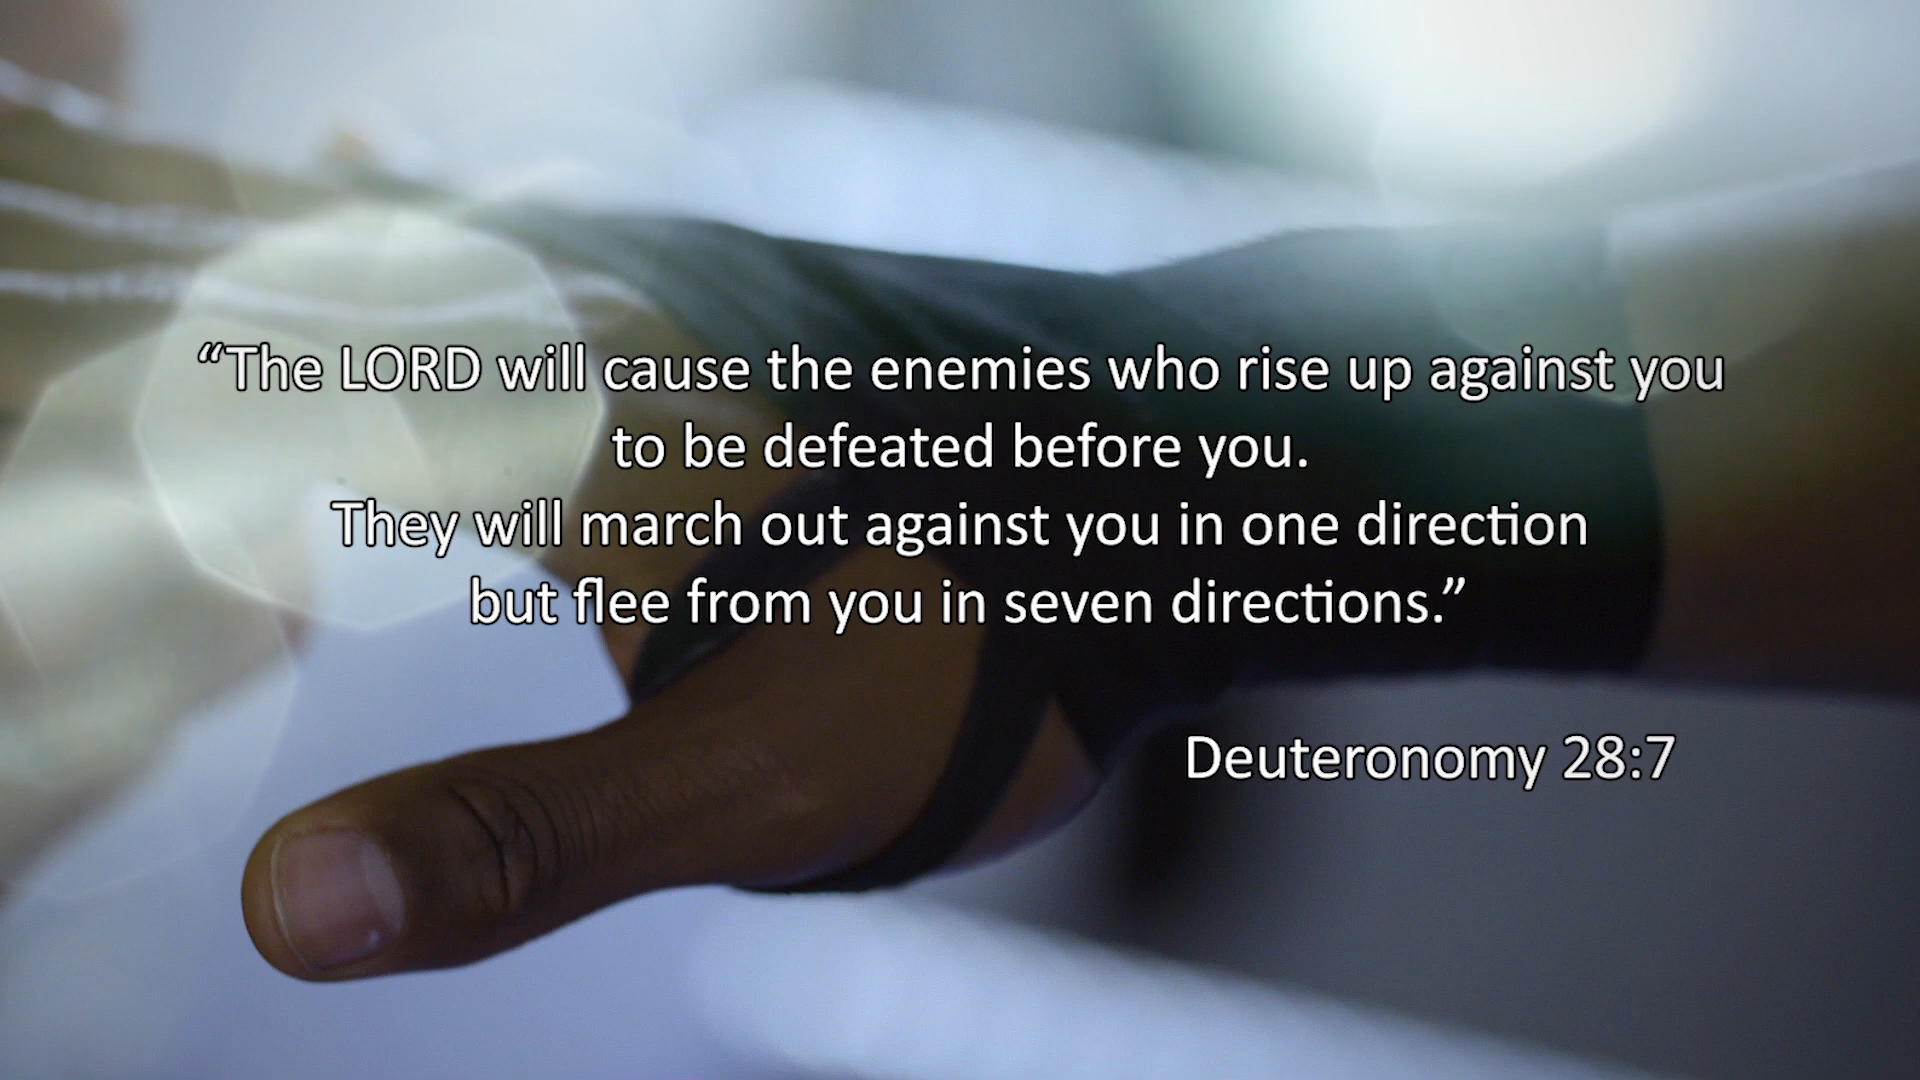 “The LORD will cause the enemies who rise up against you
to be defeated before you.
They will march out against you in one direction
but flee from you in seven directions.”
Deuteronomy 28:7